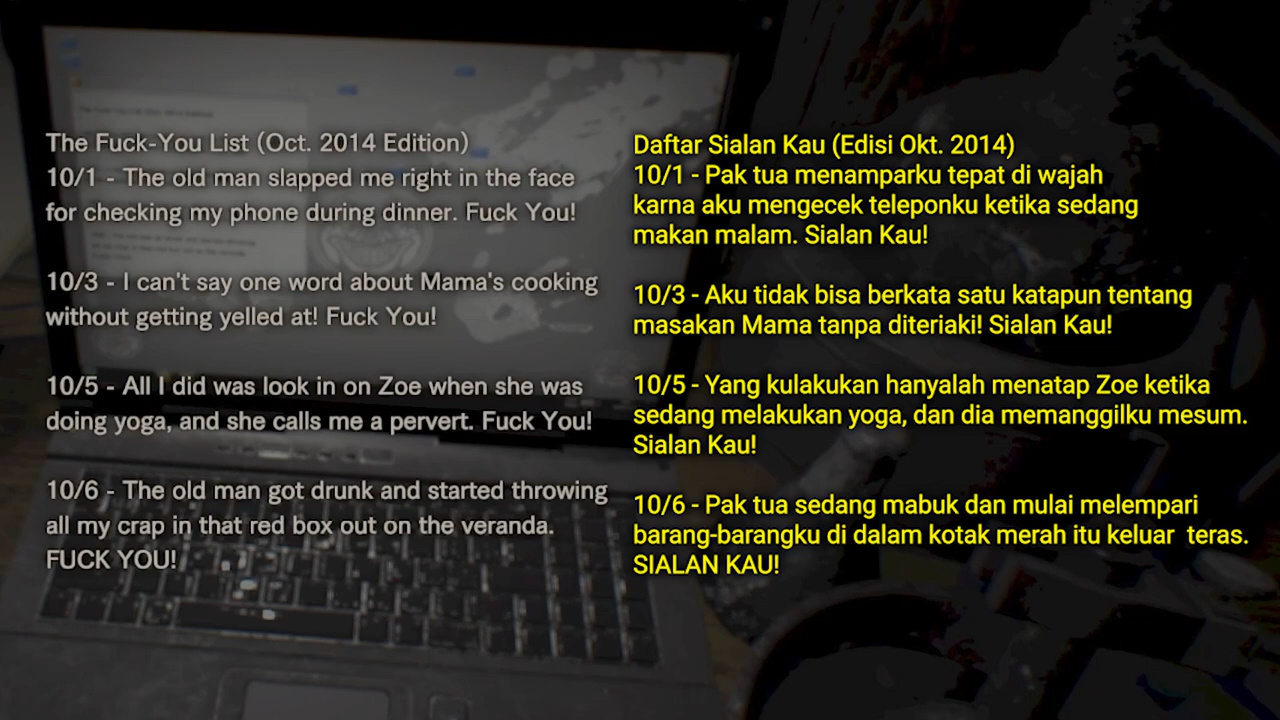 The Fuck-You List (Oct. 2014 Edition)
10/1 - The old man slapped me right in the face
for checking my phone during dinner. Fuck You!
10/3 - I can't say one word about Mama's cooking
without getting yelled at! Fuck You!
10/5 - All I did was look in on Zoe when she was
doing yoga, and she calls me a pervert. Fuck You!
10/6 - The old man got drunk and started throwing
all my crap in that red box out on the veranda.
FUCK YOU!
Daftar Sialan Kau (Edisi Okt. 2014)
10/1 - Pak tua menamparku tepat di wajah
karna aku mengecek teleponku ketika sedang
makan malam. Sialan Kau!
10/3 - Aku tidak bisa berkata satu katapun tentang
masakan Mama tanpa diteriaki! Sialan Kau!
10/5 - Yang kulakukan hanyalah menatap Zoe ketika
sedang melakukan yoga, dan dia memanggilku mesum.
Sialan Kau!
10/6 - Pak tua sedang mabuk dan mulai melempari
barang-barangku di dalam kotak merah itu keluar  teras.
SIALAN KAU!